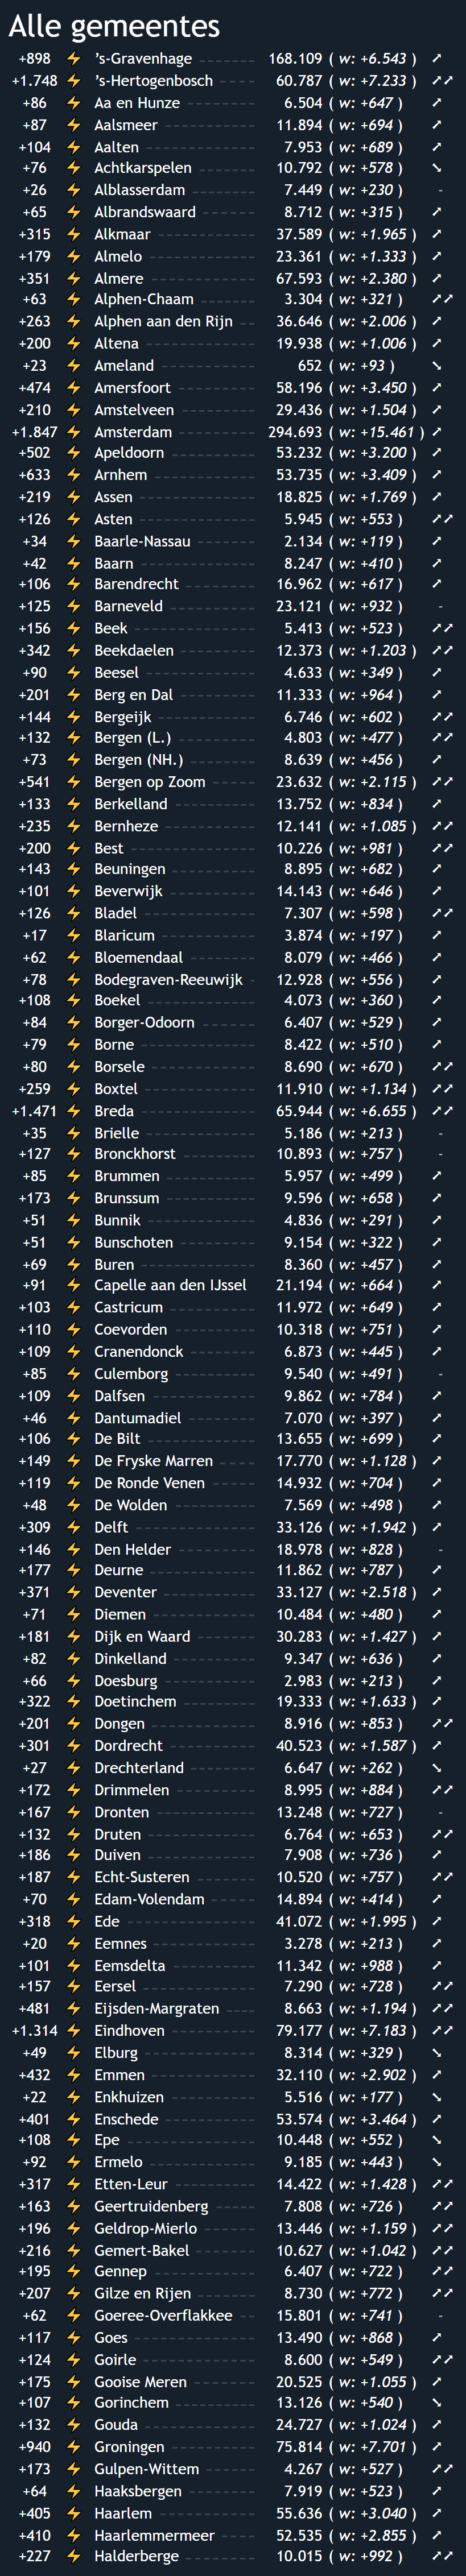 Alle gemeentes
+898 ⚡ ’s-Gravenhage 168.109 ( w: +6.543 ) ➚
+1.748 ⚡ ’s-Hertogenbosch 60.787 ( w: +7.233 ) ➚➚
+86 ⚡ Aa en Hunze 6.504 ( w: +647 ) ➚
+87 ⚡ Aalsmeer 11.894 ( w: +694 ) ➚
+104 ⚡ Aalten 7.953 ( w: +689 ) ➚
+76 ⚡ Achtkarspelen 10.792 ( w: +578 ) ➘
+26 ⚡ Alblasserdam 7.449 ( w: +230 ) -
+65 ⚡ Albrandswaard 8.712 ( w: +315 ) ➚
+315 ⚡ Alkmaar 37.589 ( w: +1.965 ) ➚
+179 ⚡ Almelo 23.361 ( w: +1.333 ) ➚
+351 ⚡ Almere 67.593 ( w: +2.380 ) ➚
+63 ⚡ Alphen-Chaam 3.304 ( w: +321 ) ➚➚
+263 ⚡ Alphen aan den Rijn 36.646 ( w: +2.006 ) ➚
+200 ⚡ Altena 19.938 ( w: +1.006 ) ➚
+23 ⚡ Ameland 652 ( w: +93 ) ➘
+474 ⚡ Amersfoort 58.196 ( w: +3.450 ) ➚
+210 ⚡ Amstelveen 29.436 ( w: +1.504 ) ➚
+1.847 ⚡ Amsterdam 294.693 ( w: +15.461 ) ➚
+502 ⚡ Apeldoorn 53.232 ( w: +3.200 ) ➚
+633 ⚡ Arnhem 53.735 ( w: +3.409 ) ➚
+219 ⚡ Assen 18.825 ( w: +1.769 ) ➚
+126 ⚡ Asten 5.945 ( w: +553 ) ➚➚
+34 ⚡ Baarle-Nassau 2.134 ( w: +119 ) ➚
+42 ⚡ Baarn 8.247 ( w: +410 ) ➚
+106 ⚡ Barendrecht 16.962 ( w: +617 ) ➚
+125 ⚡ Barneveld 23.121 ( w: +932 ) -
+156 ⚡ Beek 5.413 ( w: +523 ) ➚➚
+342 ⚡ Beekdaelen 12.373 ( w: +1.203 ) ➚➚
+90 ⚡ Beesel 4.633 ( w: +349 ) ➚
+201 ⚡ Berg en Dal 11.333 ( w: +964 ) ➚
+144 ⚡ Bergeijk 6.746 ( w: +602 ) ➚➚
+132 ⚡ Bergen (L.) 4.803 ( w: +477 ) ➚➚
+73 ⚡ Bergen (NH.) 8.639 ( w: +456 ) ➚
+541 ⚡ Bergen op Zoom 23.632 ( w: +2.115 ) ➚➚
+133 ⚡ Berkelland 13.752 ( w: +834 ) ➚
+235 ⚡ Bernheze 12.141 ( w: +1.085 ) ➚➚
+200 ⚡ Best 10.226 ( w: +981 ) ➚➚
+143 ⚡ Beuningen 8.895 ( w: +682 ) ➚
+101 ⚡ Beverwijk 14.143 ( w: +646 ) ➚
+126 ⚡ Bladel 7.307 ( w: +598 ) ➚➚
+17 ⚡ Blaricum 3.874 ( w: +197 ) ➚
+62 ⚡ Bloemendaal 8.079 ( w: +466 ) ➚
+78 ⚡ Bodegraven-Reeuwijk 12.928 ( w: +556 ) ➚
+108 ⚡ Boekel 4.073 ( w: +360 ) ➚
+84 ⚡ Borger-Odoorn 6.407 ( w: +529 ) ➚
+79 ⚡ Borne 8.422 ( w: +510 ) ➚
+80 ⚡ Borsele 8.690 ( w: +670 ) ➚➚
+259 ⚡ Boxtel 11.910 ( w: +1.134 ) ➚➚
+1.471 ⚡ Breda 65.944 ( w: +6.655 ) ➚➚
+35 ⚡ Brielle 5.186 ( w: +213 ) -
+127 ⚡ Bronckhorst 10.893 ( w: +757 ) -
+85 ⚡ Brummen 5.957 ( w: +499 ) ➚
+173 ⚡ Brunssum 9.596 ( w: +658 ) ➚
+51 ⚡ Bunnik 4.836 ( w: +291 ) ➚
+51 ⚡ Bunschoten 9.154 ( w: +322 ) ➚
+69 ⚡ Buren 8.360 ( w: +457 ) ➚
+91 ⚡ Capelle aan den IJssel 21.194 ( w: +664 ) ➚
+103 ⚡ Castricum 11.972 ( w: +649 ) ➚
+110 ⚡ Coevorden 10.318 ( w: +751 ) ➚
+109 ⚡ Cranendonck 6.873 ( w: +445 ) ➚
+85 ⚡ Culemborg 9.540 ( w: +491 ) -
+109 ⚡ Dalfsen 9.862 ( w: +784 ) ➚
+46 ⚡ Dantumadiel 7.070 ( w: +397 ) ➚
+106 ⚡ De Bilt 13.655 ( w: +699 ) ➚
+149 ⚡ De Fryske Marren 17.770 ( w: +1.128 ) ➚
+119 ⚡ De Ronde Venen 14.932 ( w: +704 ) ➚
+48 ⚡ De Wolden 7.569 ( w: +498 ) ➚
+309 ⚡ Delft 33.126 ( w: +1.942 ) ➚
+146 ⚡ Den Helder 18.978 ( w: +828 ) -
+177 ⚡ Deurne 11.862 ( w: +787 ) ➚
+371 ⚡ Deventer 33.127 ( w: +2.518 ) ➚
+71 ⚡ Diemen 10.484 ( w: +480 ) ➚
+181 ⚡ Dijk en Waard 30.283 ( w: +1.427 ) ➚
+82 ⚡ Dinkelland 9.347 ( w: +636 ) ➚
+66 ⚡ Doesburg 2.983 ( w: +213 ) ➚
+322 ⚡ Doetinchem 19.333 ( w: +1.633 ) ➚
+201 ⚡ Dongen 8.916 ( w: +853 ) ➚➚
+301 ⚡ Dordrecht 40.523 ( w: +1.587 ) ➚
+27 ⚡ Drechterland 6.647 ( w: +262 ) ➘
+172 ⚡ Drimmelen 8.995 ( w: +884 ) ➚➚
+167 ⚡ Dronten 13.248 ( w: +727 ) -
+132 ⚡ Druten 6.764 ( w: +653 ) ➚➚
+186 ⚡ Duiven 7.908 ( w: +736 ) ➚
+187 ⚡ Echt-Susteren 10.520 ( w: +757 ) ➚➚
+70 ⚡ Edam-Volendam 14.894 ( w: +414 ) ➚
+318 ⚡ Ede 41.072 ( w: +1.995 ) ➚
+20 ⚡ Eemnes 3.278 ( w: +213 ) ➚
+101 ⚡ Eemsdelta 11.342 ( w: +988 ) ➚
+157 ⚡ Eersel 7.290 ( w: +728 ) ➚➚
+481 ⚡ Eijsden-Margraten 8.663 ( w: +1.194 ) ➚➚
+1.314 ⚡ Eindhoven 79.177 ( w: +7.183 ) ➚➚
+49 ⚡ Elburg 8.314 ( w: +329 ) ➘
+432 ⚡ Emmen 32.110 ( w: +2.902 ) ➚
+22 ⚡ Enkhuizen 5.516 ( w: +177 ) ➘
+401 ⚡ Enschede 53.574 ( w: +3.464 ) ➚
+108 ⚡ Epe 10.448 ( w: +552 ) ➘
+92 ⚡ Ermelo 9.185 ( w: +443 ) ➘
+317 ⚡ Etten-Leur 14.422 ( w: +1.428 ) ➚➚
+163 ⚡ Geertruidenberg 7.808 ( w: +726 ) ➚➚
+196 ⚡ Geldrop-Mierlo 13.446 ( w: +1.159 ) ➚➚
+216 ⚡ Gemert-Bakel 10.627 ( w: +1.042 ) ➚➚
+195 ⚡ Gennep 6.407 ( w: +722 ) ➚➚
+207 ⚡ Gilze en Rijen 8.730 ( w: +772 ) ➚➚
+62 ⚡ Goeree-Overflakkee 15.801 ( w: +741 ) -
+117 ⚡ Goes 13.490 ( w: +868 ) ➚
+124 ⚡ Goirle 8.600 ( w: +549 ) ➚➚
+175 ⚡ Gooise Meren 20.525 ( w: +1.055 ) ➚
+107 ⚡ Gorinchem 13.126 ( w: +540 ) ➘
+132 ⚡ Gouda 24.727 ( w: +1.024 ) ➚
+940 ⚡ Groningen 75.814 ( w: +7.701 ) ➚
+173 ⚡ Gulpen-Wittem 4.267 ( w: +527 ) ➚➚
+64 ⚡ Haaksbergen 7.919 ( w: +523 ) ➚
+405 ⚡ Haarlem 55.636 ( w: +3.040 ) ➚
+410 ⚡ Haarlemmermeer 52.535 ( w: +2.855 ) ➚
+227 ⚡ Halderberge 10.015 ( w: +992 ) ➚➚